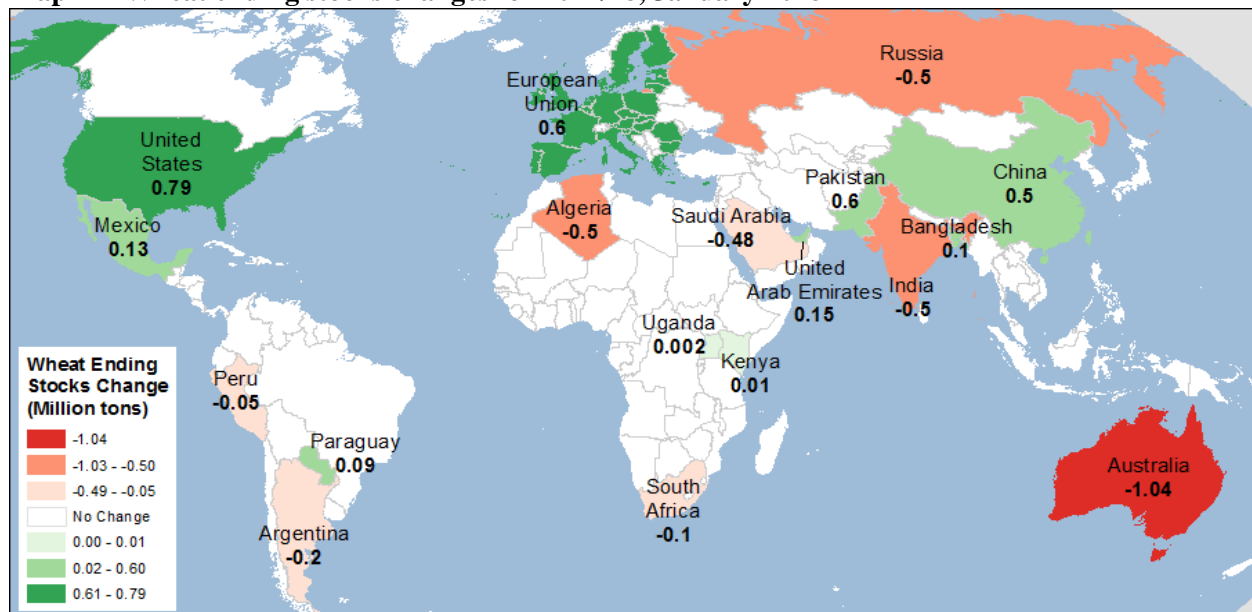 Russia
-0.5
European
Union
0.6
United
States
0.79
China
0.5
Pakistan
0.6
Mexico
0.13
Algeria
-0.5
Saudi Arabia
-0.48
Bangladesh
0.1
United
Arab Emirates
0.15
India
-0.5
Uganda
0.002
Kenya
0.01
Wheat Ending
Stocks Change
(Million tons)
-1.04
-1.03 - -0.50
-0.49 - -0.05
No Change
0.00 - 0.01
0.02 - 0.60
0.61 - 0.79
Peru
-0.05
Paraguay
0.09
Argentina
-0.2
South
Africa
-0.1
Australia
-1.04